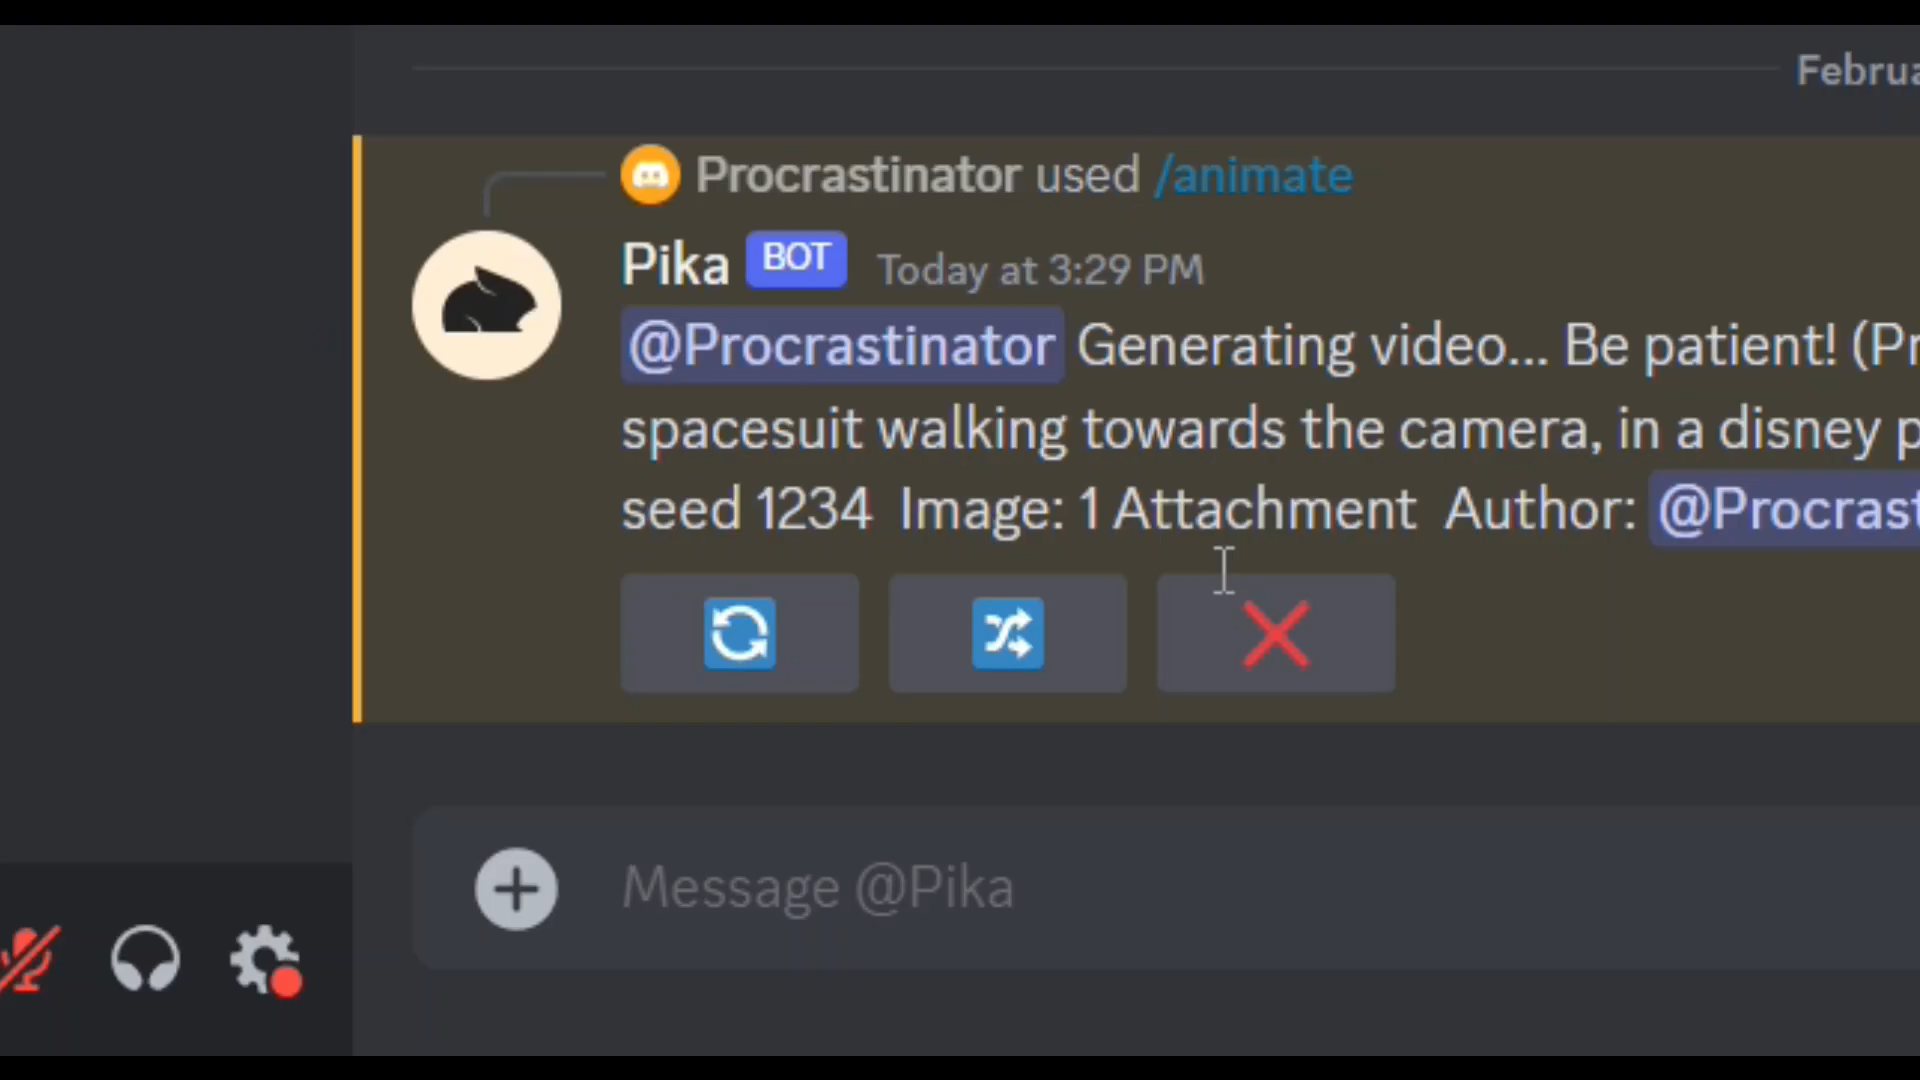 Procrastinator used /animate
Pika BOT Today at 3:29 PM
@Procrastinator Generating video... Be patient! (
spacesuit walking towards the camera, in a disney
seed 1234 Image: 1 Attachment Author:
Message @Pika